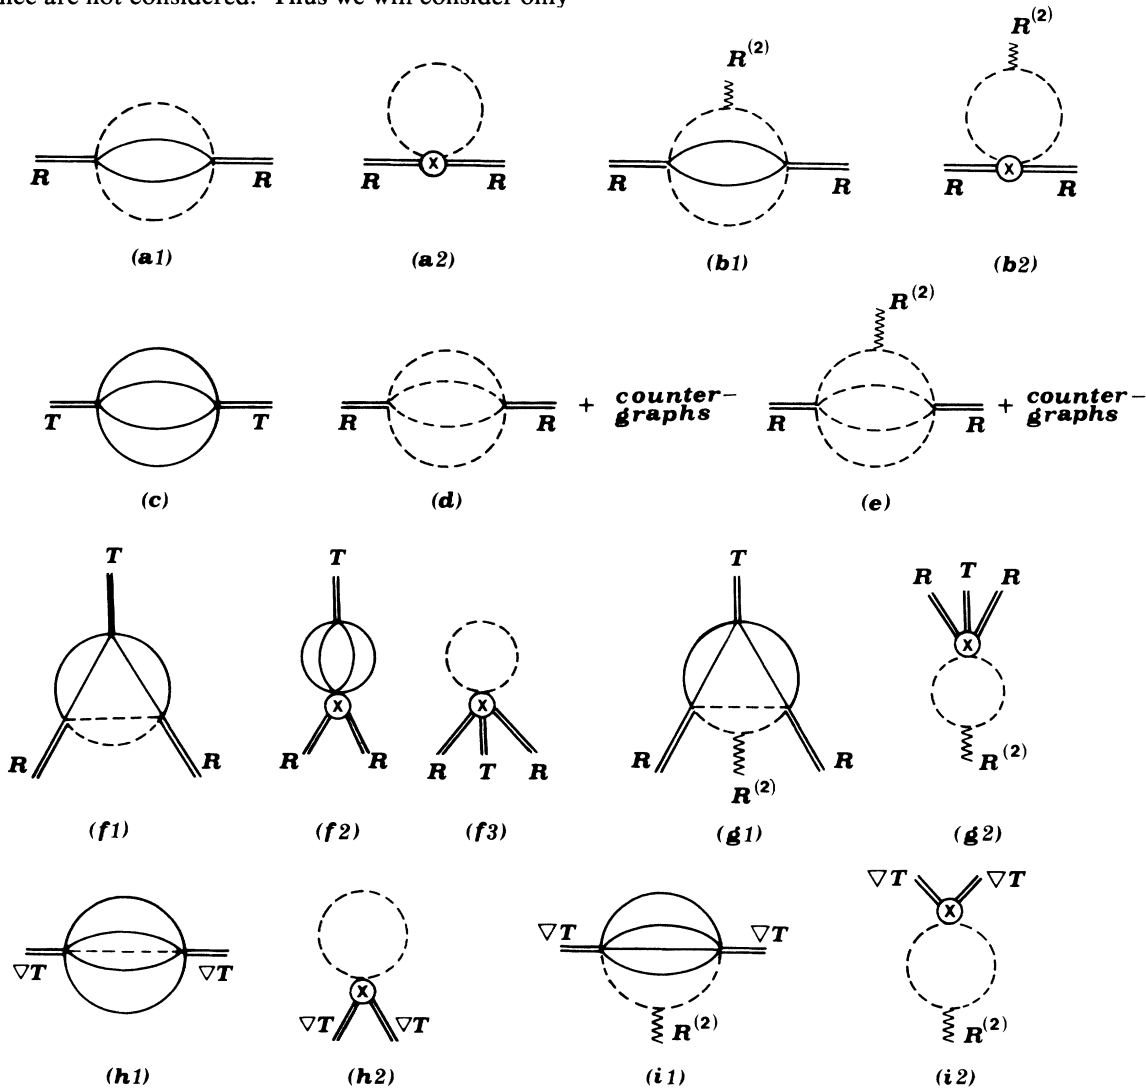 nce are not considered. Thus we will consider only
R^(2) R^(2)
R R R R R R R R
(a1) (a2) (b1) (b2)
R^(2)
T T R R + counter- R R + counter-
graphs graphs
(c) (d) (e)
T T T R T R
R R R R R T R R R R^(2) R^(2)
(f1) (f2) (f3) (g1) (g2)
∇T ∇T
∇T ∇T ∇T ∇T ∇T ∇T
R^(2) R^(2)
(h1) (h2) (i1) (i2)